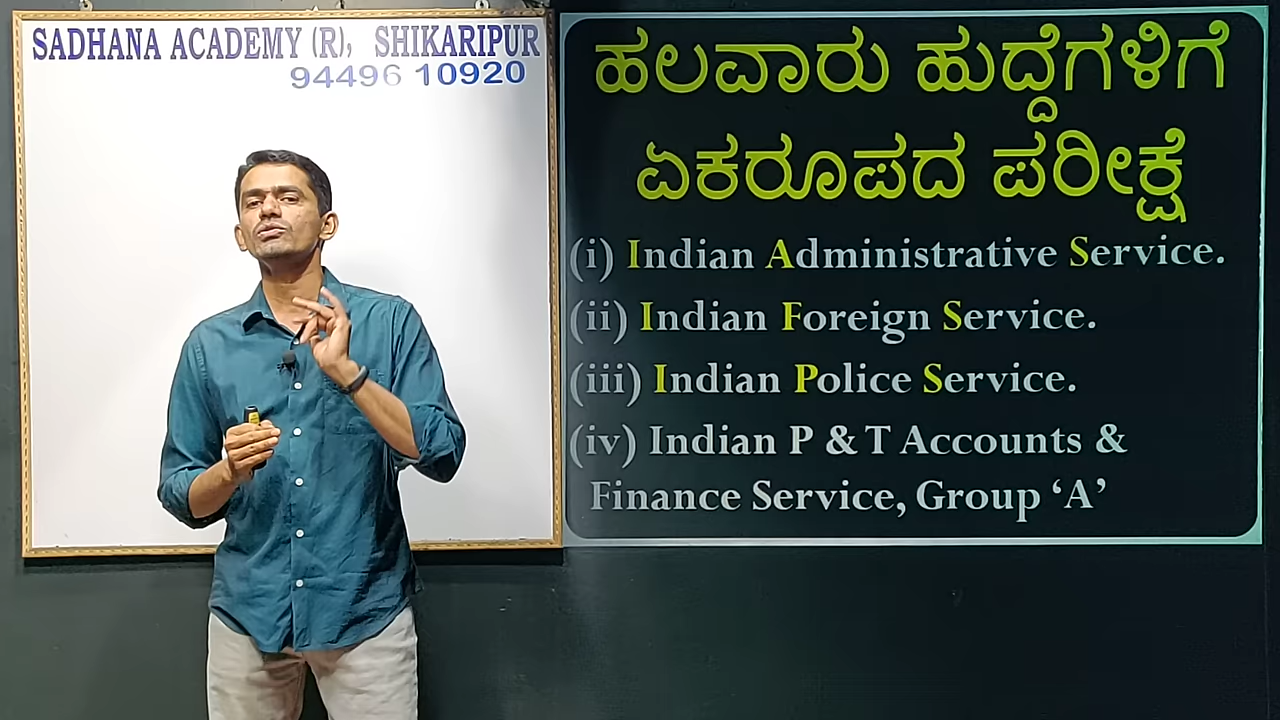 SADHANA ACADEMY (R), SHIKARIPUR
94496 10920
ಹಲವಾರು ಹುದ್ದೆಗಳಿಗೆ
ಏಕರೂಪದ ಪರೀಕ್ಷೆ
(i) Indian Administrative Service.
(ii) Indian Foreign Service.
(iii) Indian Police Service.
(iv) Indian P & T Accounts &
Finance Service, Group ‘A’